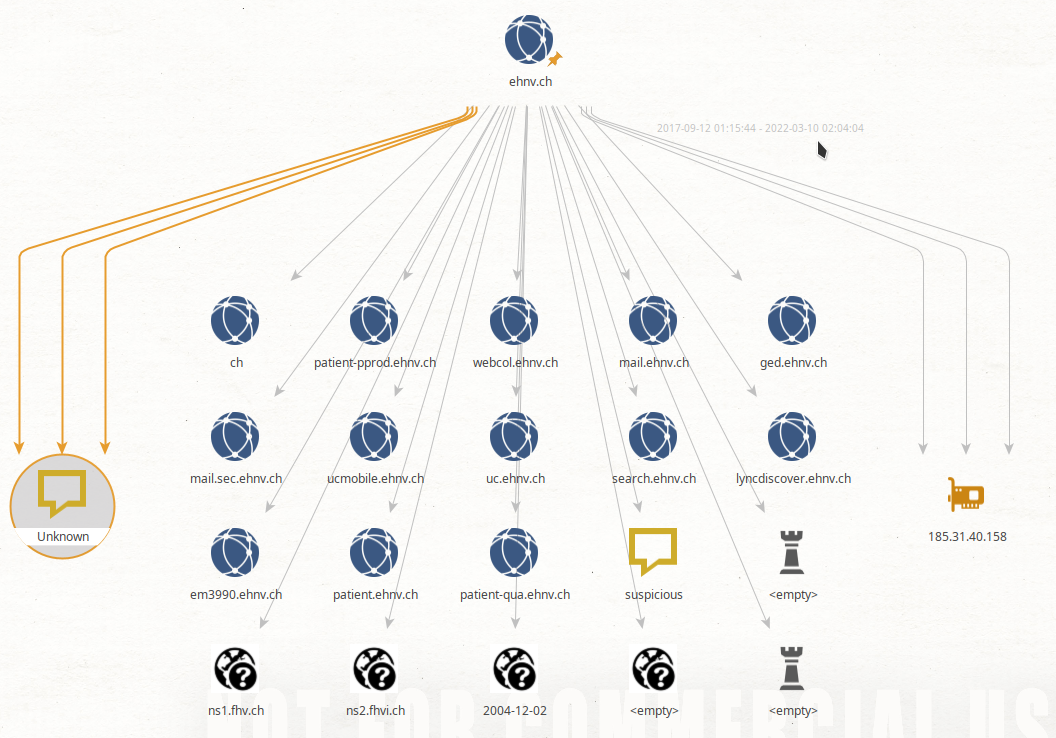 ehnv.ch
2017-09-12 01:15:44 - 2022-03-10 02:04:04
ch
patient-pprod.ehnv.ch
webcol.ehnv.ch
mail.ehnv.ch
ged.ehnv.ch
mail.sec.ehnv.ch
ucmobile.ehnv.ch
uc.ehnv.ch
search.ehnv.ch
lyncdiscover.ehnv.ch
Unknown
185.31.40.158
em3990.ehnv.ch
patient.ehnv.ch
patient-qua.ehnv.ch
suspicious
<empty>
ns1.fhv.ch
ns2.fhvi.ch
2004-12-02
<empty>
<empty>
NOT FOR COMMERCIAL US